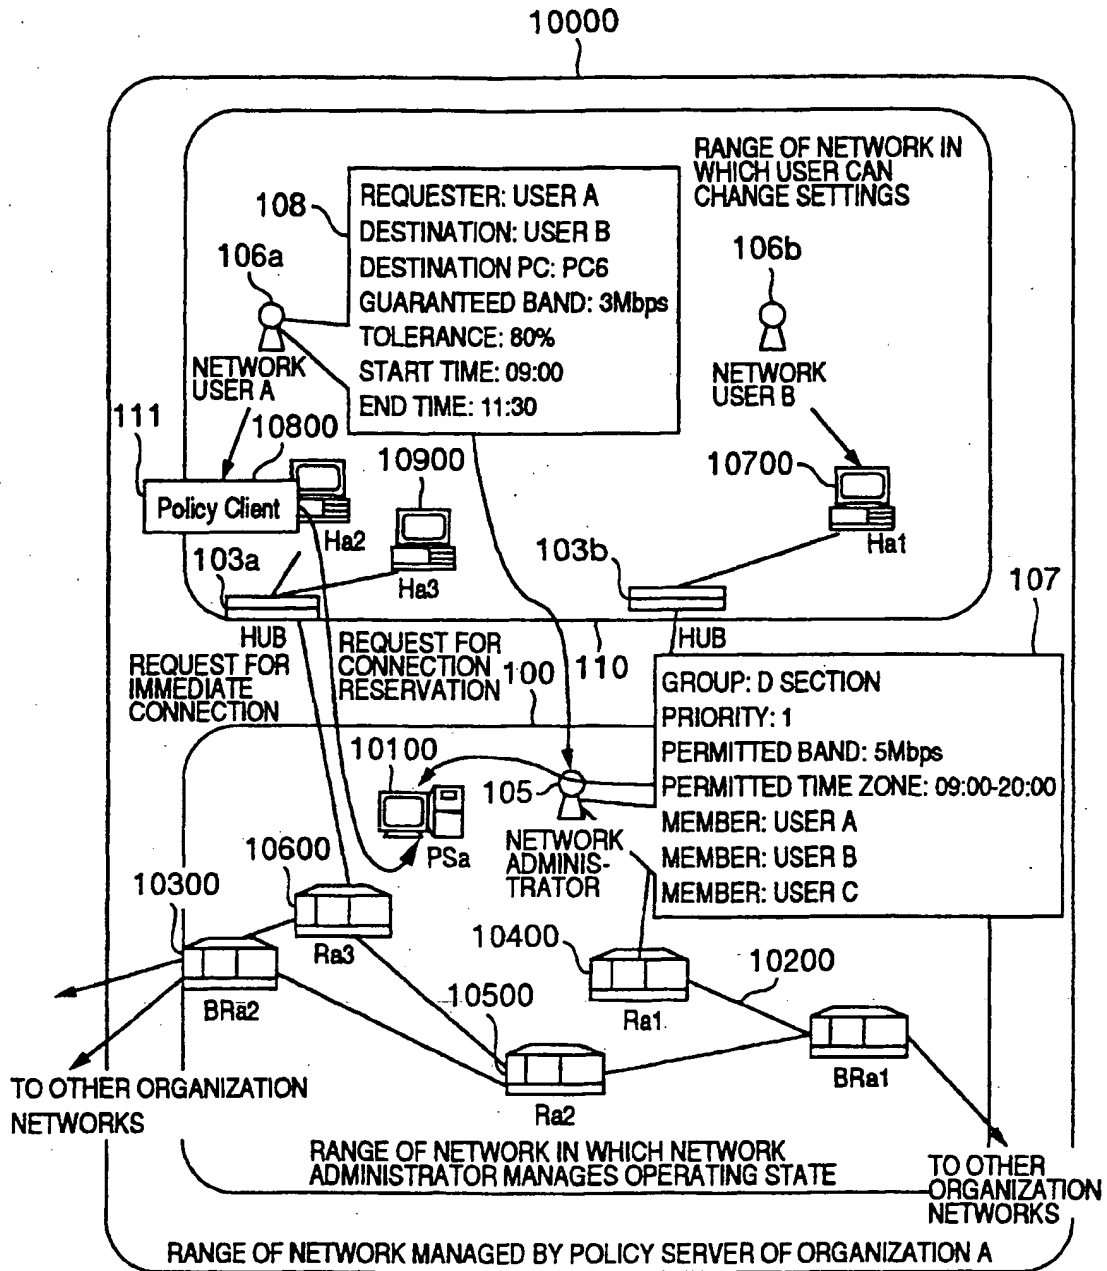 10000
RANGE OF NETWORK IN
WHICH USER CAN
CHANGE SETTINGS
108
REQUESTER: USER A
DESTINATION: USER B
DESTINATION PC: PC6
GUARANTEED BAND: 3Mbps
TOLERANCE: 80%
START TIME: 09:00
END TIME: 11:30
106a
106b
NETWORK
USER A
NETWORK
USER B
111
10800
10900
10700
Policy Client
Ha2
Ha3
Ha1
103a
103b
107
HUB
HUB
REQUEST FOR
IMMEDIATE
CONNECTION
REQUEST FOR
CONNECTION
RESERVATION
100
110
GROUP: D SECTION
PRIORITY: 1
PERMITTED BAND: 5Mbps
PERMITTED TIME ZONE: 09:00-20:00
MEMBER: USER A
MEMBER: USER B
MEMBER: USER C
10100
105
PSa
NETWORK
ADMINIS-
TRATOR
10600
10300
Ra3
10400
10200
BRa2
10500
Ra1
BRa1
Ra2
TO OTHER ORGANIZATION
NETWORKS
RANGE OF NETWORK IN WHICH NETWORK
ADMINISTRATOR MANAGES OPERATING STATE
TO OTHER
ORGANIZATION
NETWORKS
RANGE OF NETWORK MANAGED BY POLICY SERVER OF ORGANIZATION A